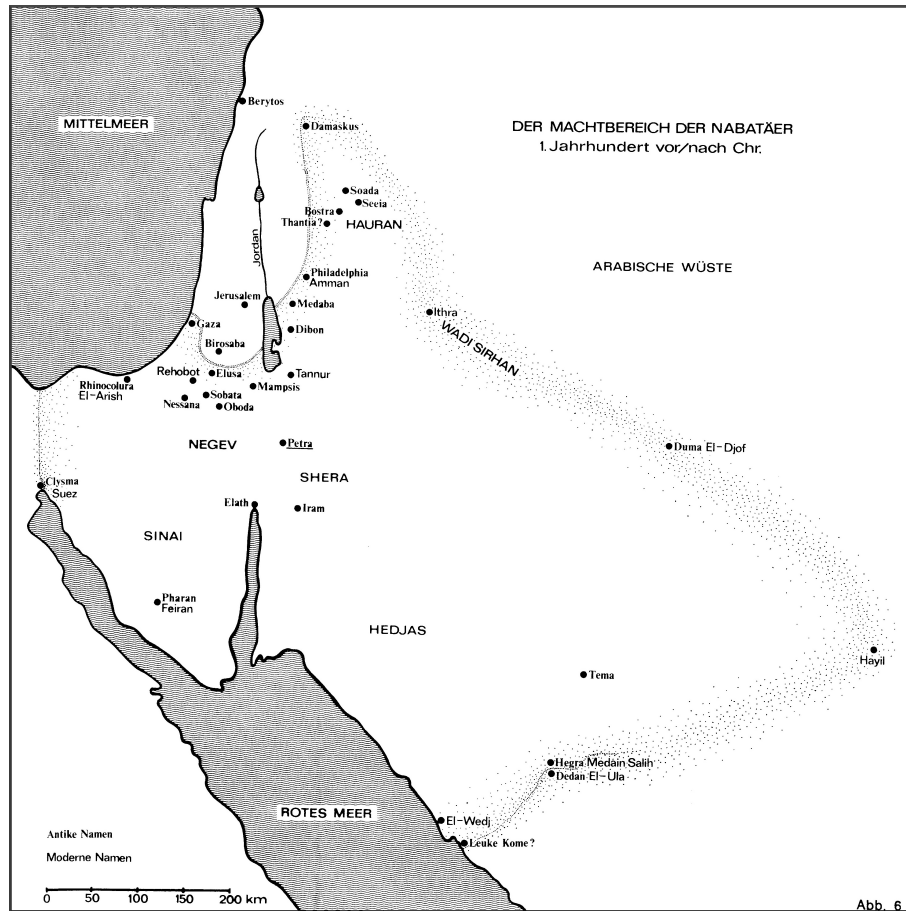 MITTELMEER
DER MACHTBEREICH DER NABATÄER
1. Jahrhundert vor/nach Chr.
Berytos
Damaskus
Soada
Seeia
Bostra
Thantia?
HAURAN
Jordan
ARABISCHE WÜSTE
Philadelphia
Amman
Jerusalem
Medaba
Ithra
Gaza
Dibon
WADI SIRHAN
Birosaba
Rehobot
Elusa
Tannur
Rhinocolura
El-Arish
Mampsis
Sobata
Nessana
Oboda
NEGEV
Petra
Duma El-Djof
SHERA
Clysma
Suez
Elath
Iram
SINAI
Pharan
Feiran
HEDJAS
Hayil
Tema
Hegra Medain Salih
Dedan El-Ula
ROTES MEER
El-Wedj
Leuke Kome?
Antike Namen
Moderne Namen
0 50 100 150 200 km
Abb. 6